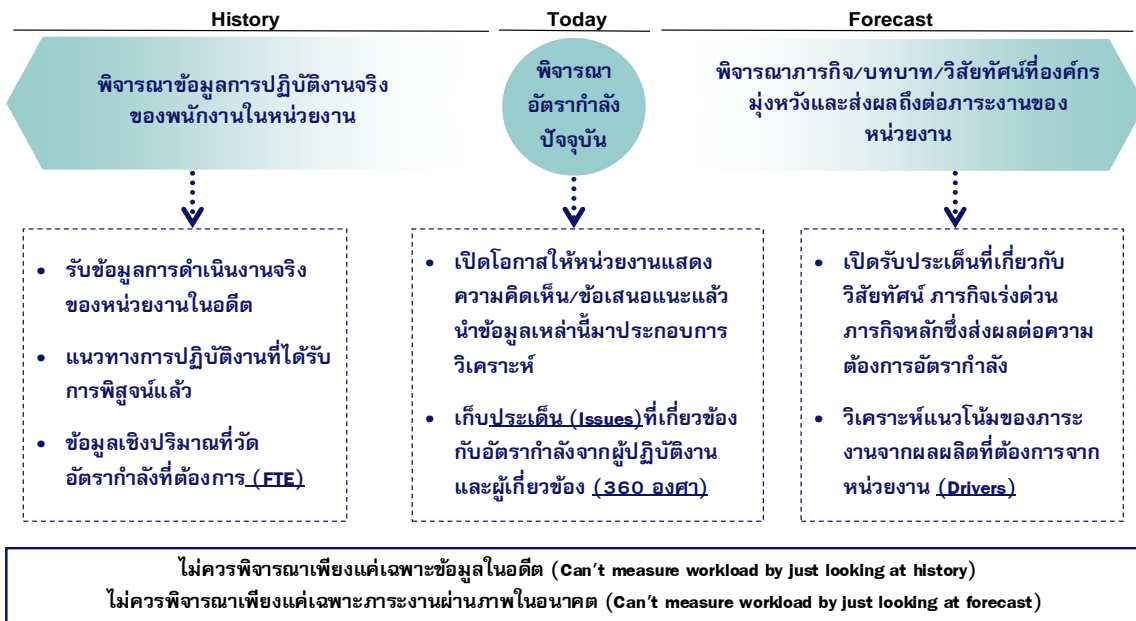 History
Today
Forecast
พิจารณาข้อมูลการปฏิบัติงานจริง
ของพนักงานในหน่วยงาน
พิจารณา
อัตรากำลัง
ปัจจุบัน
พิจารณาภารกิจ/บทบาท/วิสัยทัศน์ที่องค์กร
มุ่งหวังและส่งผลถึงต่อภาระงานของ
หน่วยงาน
• รับข้อมูลการดำเนินงานจริง
ของหน่วยงานในอดีต
• แนวทางการปฏิบัติงานที่ได้รับ
การพิสูจน์แล้ว
• ข้อมูลเชิงปริมาณที่วัด
อัตรากำลังที่ต้องการ (FTE)
• เปิดโอกาสให้หน่วยงานแสดง
ความคิดเห็น/ข้อเสนอแนะแล้ว
นำข้อมูลเหล่านี้มาประกอบการ
วิเคราะห์
• เก็บประเด็น (Issues)ที่เกี่ยวข้อง
กับอัตรากำลังจากผู้ปฏิบัติงาน
และผู้เกี่ยวข้อง (360 องศา)
• เปิดรับประเด็นที่เกี่ยวกับ
วิสัยทัศน์ ภารกิจเร่งด่วน
ภารกิจหลักซึ่งส่งผลต่อความ
ต้องการอัตรากำลัง
• วิเคราะห์แนวโน้มของภาระ
งานจากผลผลิตที่ต้องการจาก
หน่วยงาน (Drivers)
ไม่ควรพิจารณาเพียงแค่เฉพาะข้อมูลในอดีต (Can't measure workload by just looking at history)
ไม่ควรพิจารณาเพียงแค่เฉพาะภาระงานผ่านภาพในอนาคต (Can't measure workload by just looking at forecast)